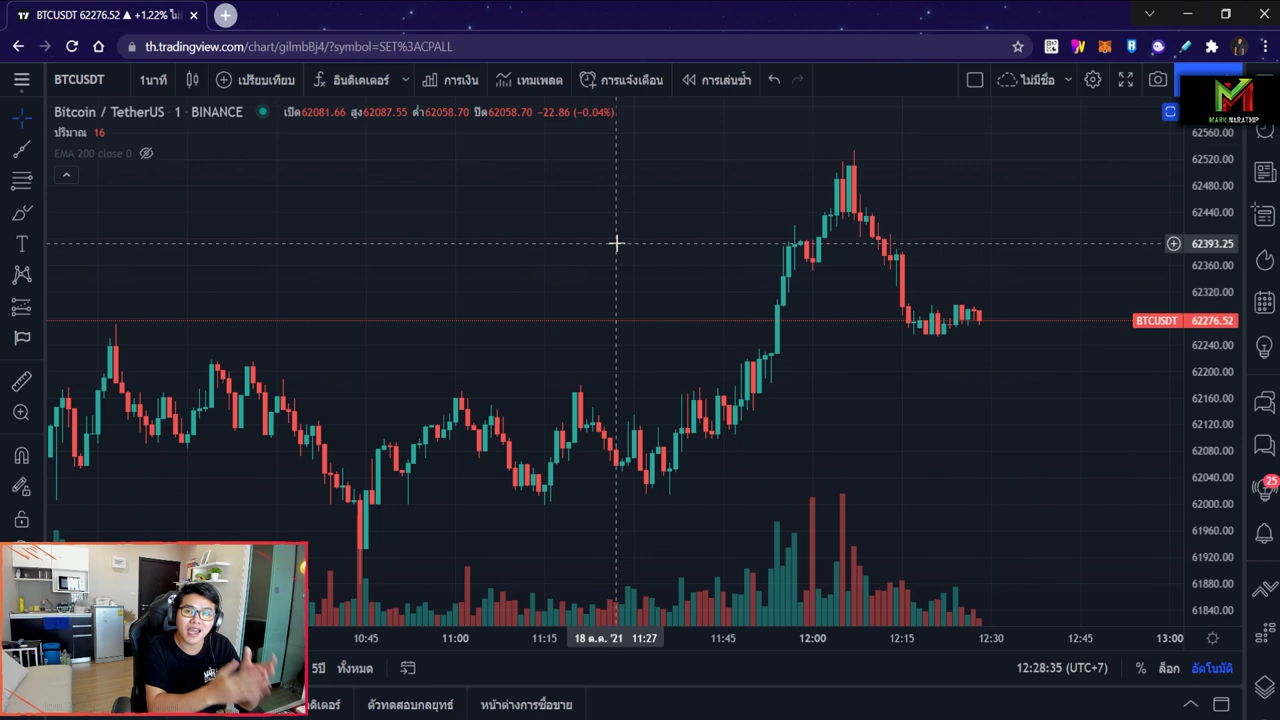 BTCUSDT 62276.52 ▲ +1.22% ไม่
th.tradingview.com/chart/gilmbBj4/?symbol=SET%3ACPALL
BTCUSDT 1นาที เปรียบเทียบ อินดิเคเตอร์ การเงิน เทมเพลต การแจ้งเตือน การเล่นซ้ำ ไม่มีชื่อ
MARK NARATHIP
Bitcoin / TetherUS · 1 · BINANCE เปิด62081.66 สูง62087.55 ต่ำ62058.70 ปิด62058.70 -22.86 (-0.04%)
ปริมาณ 16
EMA 200 close 0
62560.00
62520.00
62480.00
62440.00
62393.25
62360.00
62320.00
BTCUSDT 62276.52
62240.00
62200.00
62160.00
62120.00
62080.00
62040.00
62000.00
61960.00
61920.00
61880.00
61840.00
25
10:45 11:00 11:15 18 ต.ค. '21 11:27 11:45 12:00 12:15 12:30 12:45 13:00
5ปี ทั้งหมด 12:28:35 (UTC+7) % ล็อก อัตโนมัติ
ตัวทดสอบกลยุทธ์ หน้าต่างการซื้อขาย